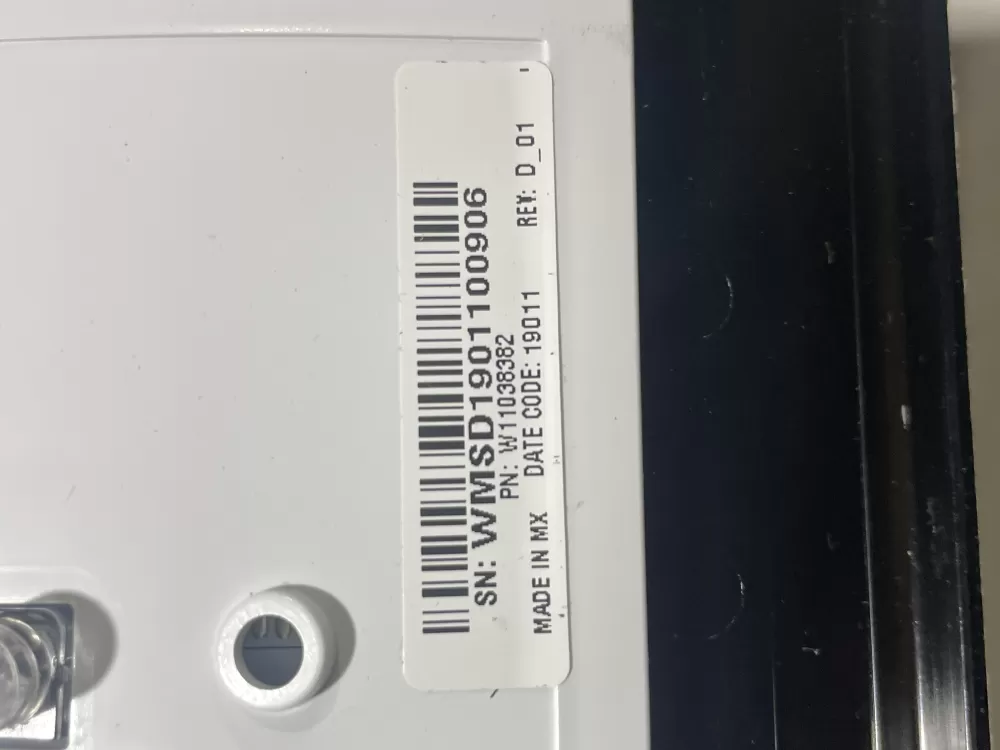 SN: WMSD1901100906
PN: W11038382
MADE IN MX DATE CODE: 19011 REV: D_01